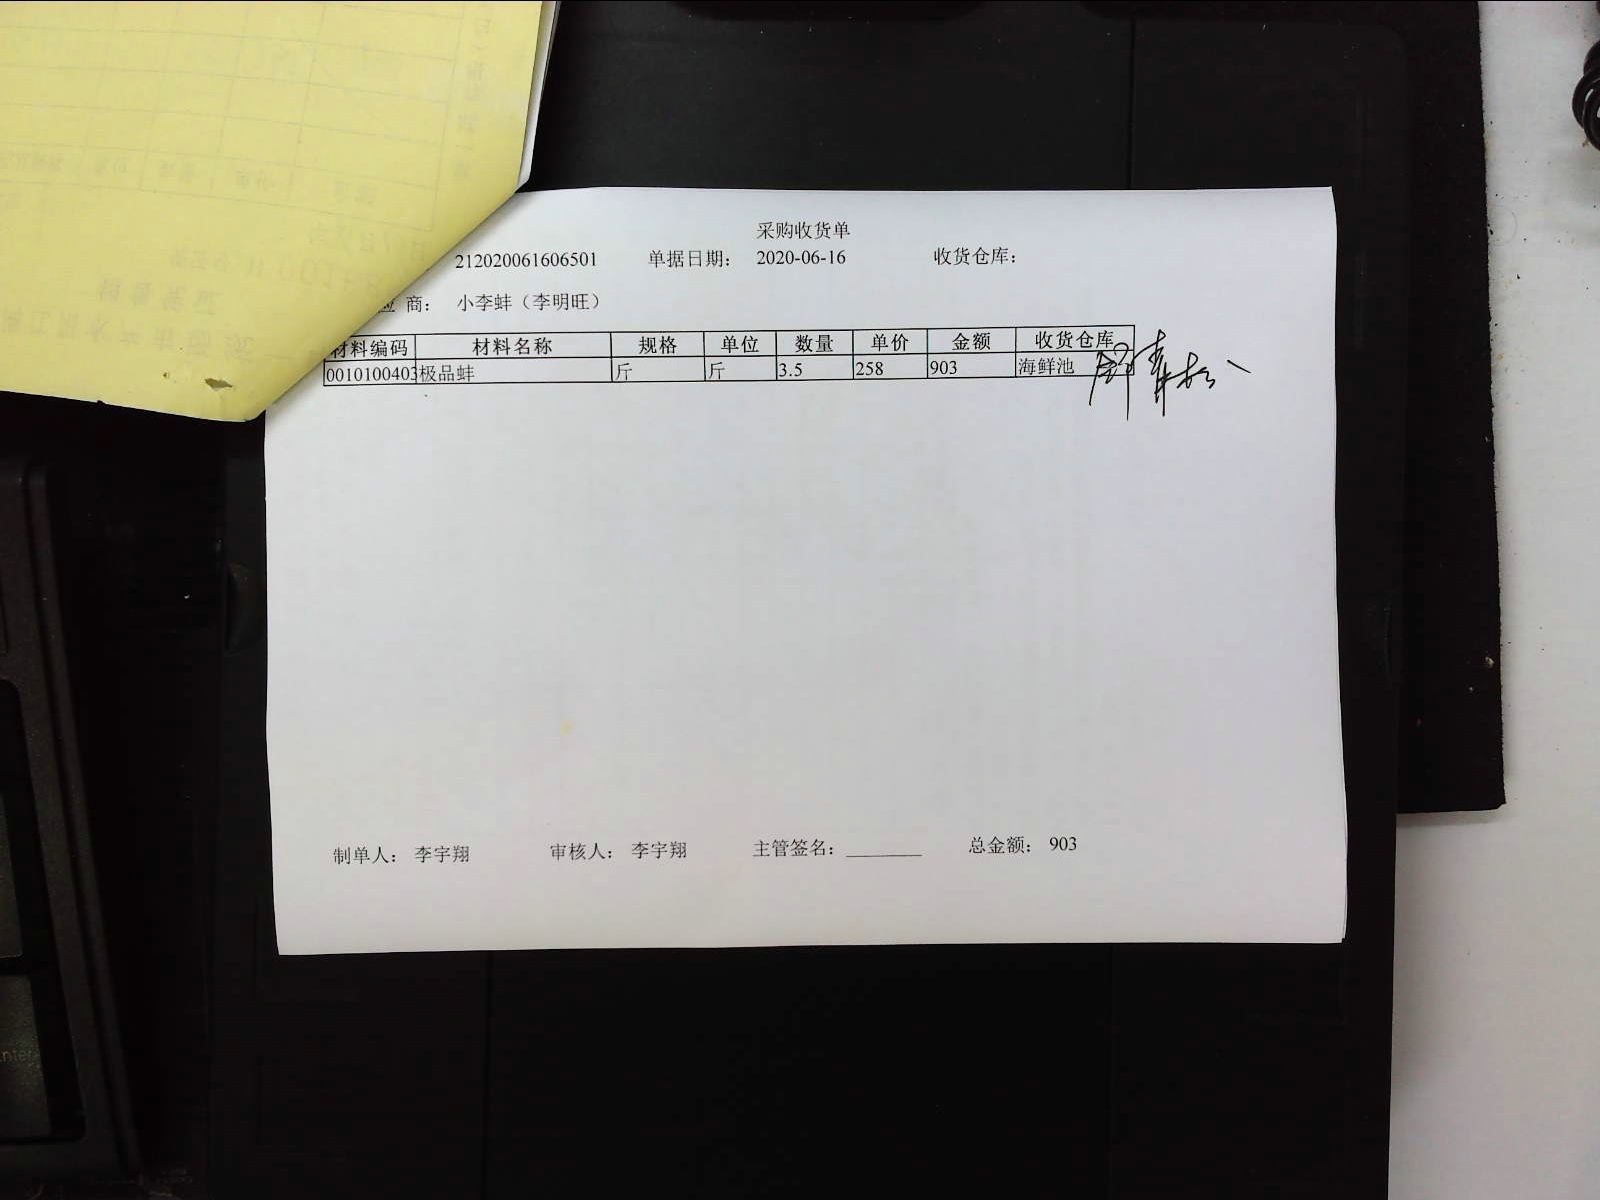 采购收货单
212020061606501 单据日期： 2020-06-16 收货仓库：
应 商： 小李蚌（李明旺）
材料编码 材料名称 规格 单位 数量 单价 金额 收货仓库
0010100403 极品蚌 斤 斤 3.5 258 903 海鲜池
制单人： 李宇翔 审核人： 李宇翔 主管签名：________ 总金额： 903